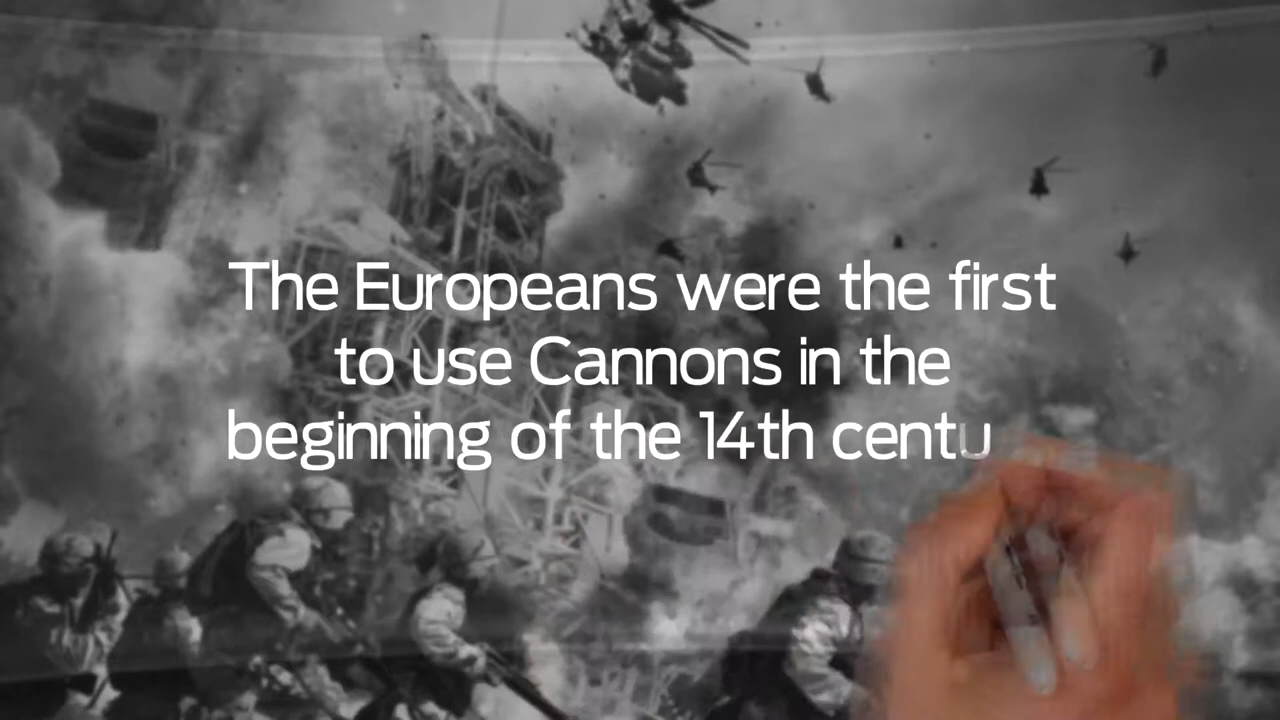 The Europeans were the first
to use Cannons in the
beginning of the 14th centu